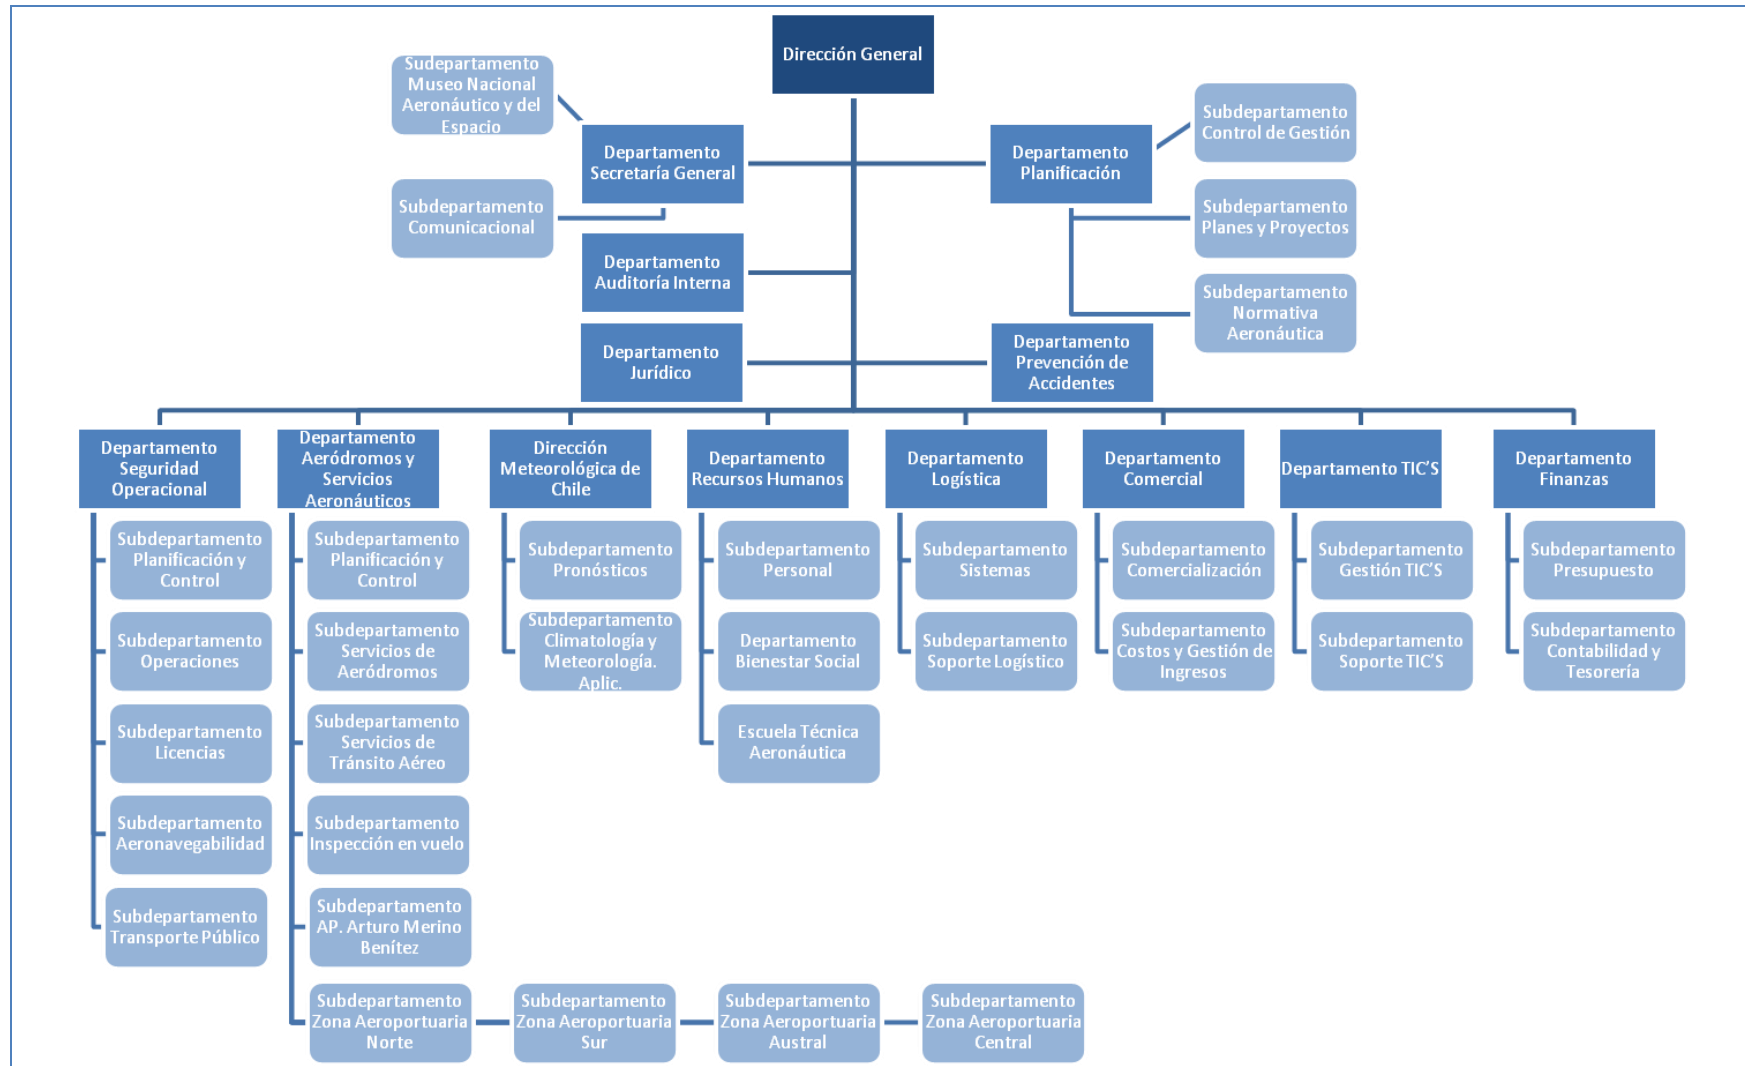 Dirección General
Sudepartamento
Museo Nacional
Aeronáutico y del
Espacio
Departamento
Secretaría General
Subdepartamento
Comunicacional
Departamento
Planificación
Subdepartamento
Control de Gestión
Subdepartamento
Planes y Proyectos
Subdepartamento
Normativa
Aeronáutica
Departamento
Auditoría Interna
Departamento
Jurídico
Departamento
Prevención de
Accidentes
Departamento
Seguridad
Operacional
Subdepartamento
Planificación y
Control
Subdepartamento
Operaciones
Subdepartamento
Licencias
Subdepartamento
Aeronavegabilidad
Subdepartamento
Transporte Público
Departamento
Aeródromos y
Servicios
Aeronáuticos
Subdepartamento
Planificación y
Control
Subdepartamento
Servicios de
Aeródromos
Subdepartamento
Servicios de
Tránsito Aéreo
Subdepartamento
Inspección en vuelo
Subdepartamento
AP. Arturo Merino
Benítez
Subdepartamento
Zona Aeroportuaria
Norte
Subdepartamento
Zona Aeroportuaria
Sur
Subdepartamento
Zona Aeroportuaria
Austral
Subdepartamento
Zona Aeroportuaria
Central
Dirección
Meteorológica de
Chile
Subdepartamento
Pronósticos
Subdepartamento
Climatología y
Meteorología.
Aplic.
Departamento
Recursos Humanos
Subdepartamento
Personal
Departamento
Bienestar Social
Escuela Técnica
Aeronáutica
Departamento
Logística
Subdepartamento
Sistemas
Subdepartamento
Soporte Logístico
Departamento
Comercial
Subdepartamento
Comercialización
Subdepartamento
Costos y Gestión de
Ingresos
Departamento TIC'S
Subdepartamento
Gestión TIC'S
Subdepartamento
Soporte TIC'S
Departamento
Finanzas
Subdepartamento
Presupuesto
Subdepartamento
Contabilidad y
Tesorería